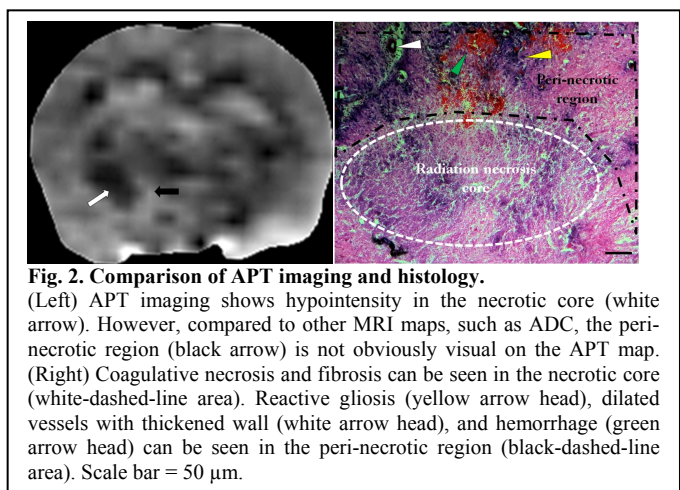 Peri-necrotic
region
Radiation necrosis
core
Fig. 2. Comparison of APT imaging and histology.
(Left) APT imaging shows hypointensity in the necrotic core (white
arrow). However, compared to other MRI maps, such as ADC, the peri-
necrotic region (black arrow) is not obviously visual on the APT map.
(Right) Coagulative necrosis and fibrosis can be seen in the necrotic core
(white-dashed-line area). Reactive gliosis (yellow arrow head), dilated
vessels with thickened wall (white arrow head), and hemorrhage (green
arrow head) can be seen in the peri-necrotic region (black-dashed-line
area). Scale bar = 50 µm.